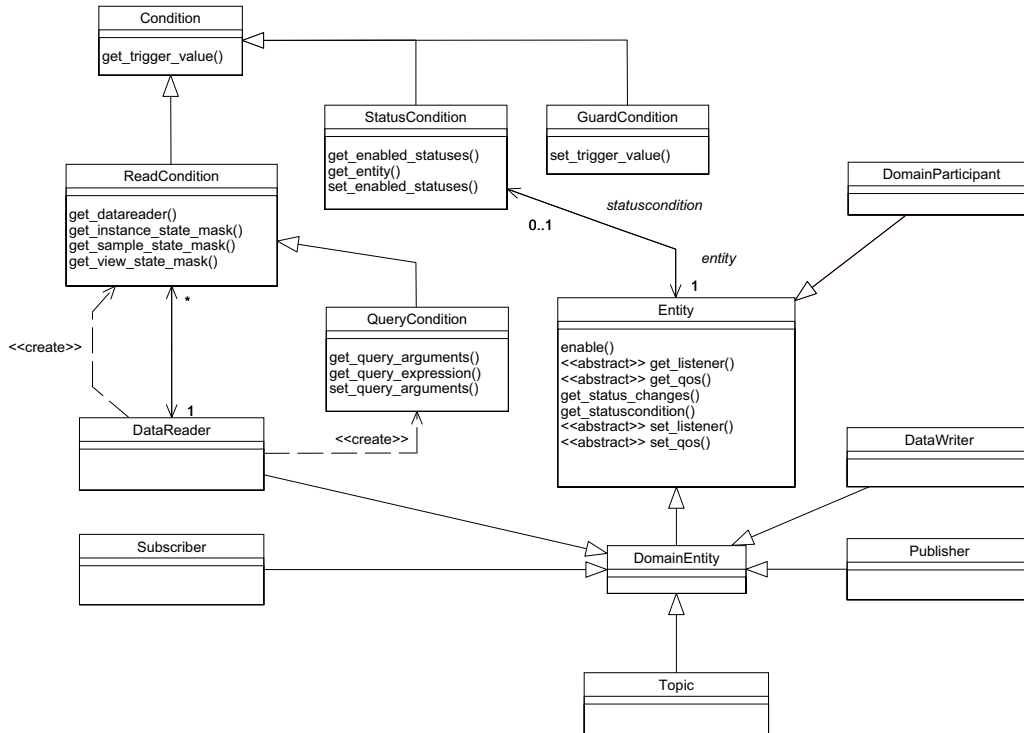 Condition
get_trigger_value()
StatusCondition
get_enabled_statuses()
get_entity()
set_enabled_statuses()
GuardCondition
set_trigger_value()
ReadCondition
get_datareader()
get_instance_state_mask()
get_sample_state_mask()
get_view_state_mask()
DomainParticipant
statuscondition
0..1
entity
1
*
<<create>>
QueryCondition
get_query_arguments()
get_query_expression()
set_query_arguments()
Entity
enable()
<<abstract>> get_listener()
<<abstract>> get_qos()
get_status_changes()
get_statuscondition()
<<abstract>> set_listener()
<<abstract>> set_qos()
1
DataReader
<<create>>
DataWriter
Subscriber
DomainEntity
Publisher
Topic